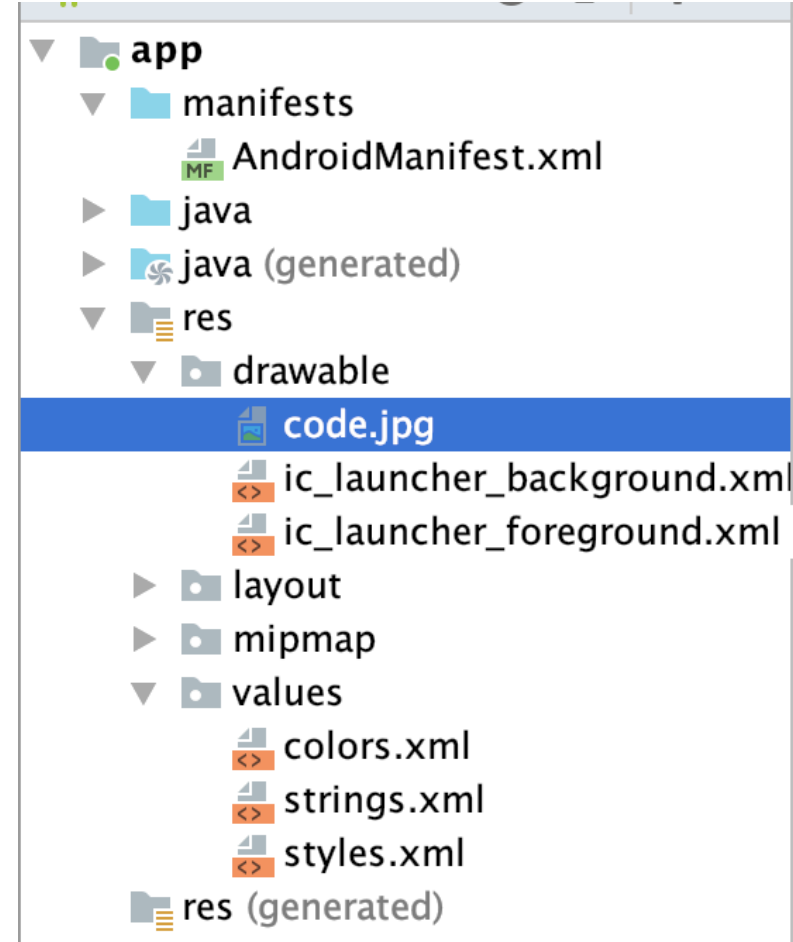 app
manifests
MF AndroidManifest.xml
java
java (generated)
res
drawable
code.jpg
<> ic_launcher_background.xml
<> ic_launcher_foreground.xml
layout
mipmap
values
<> colors.xml
<> strings.xml
<> styles.xml
res (generated)